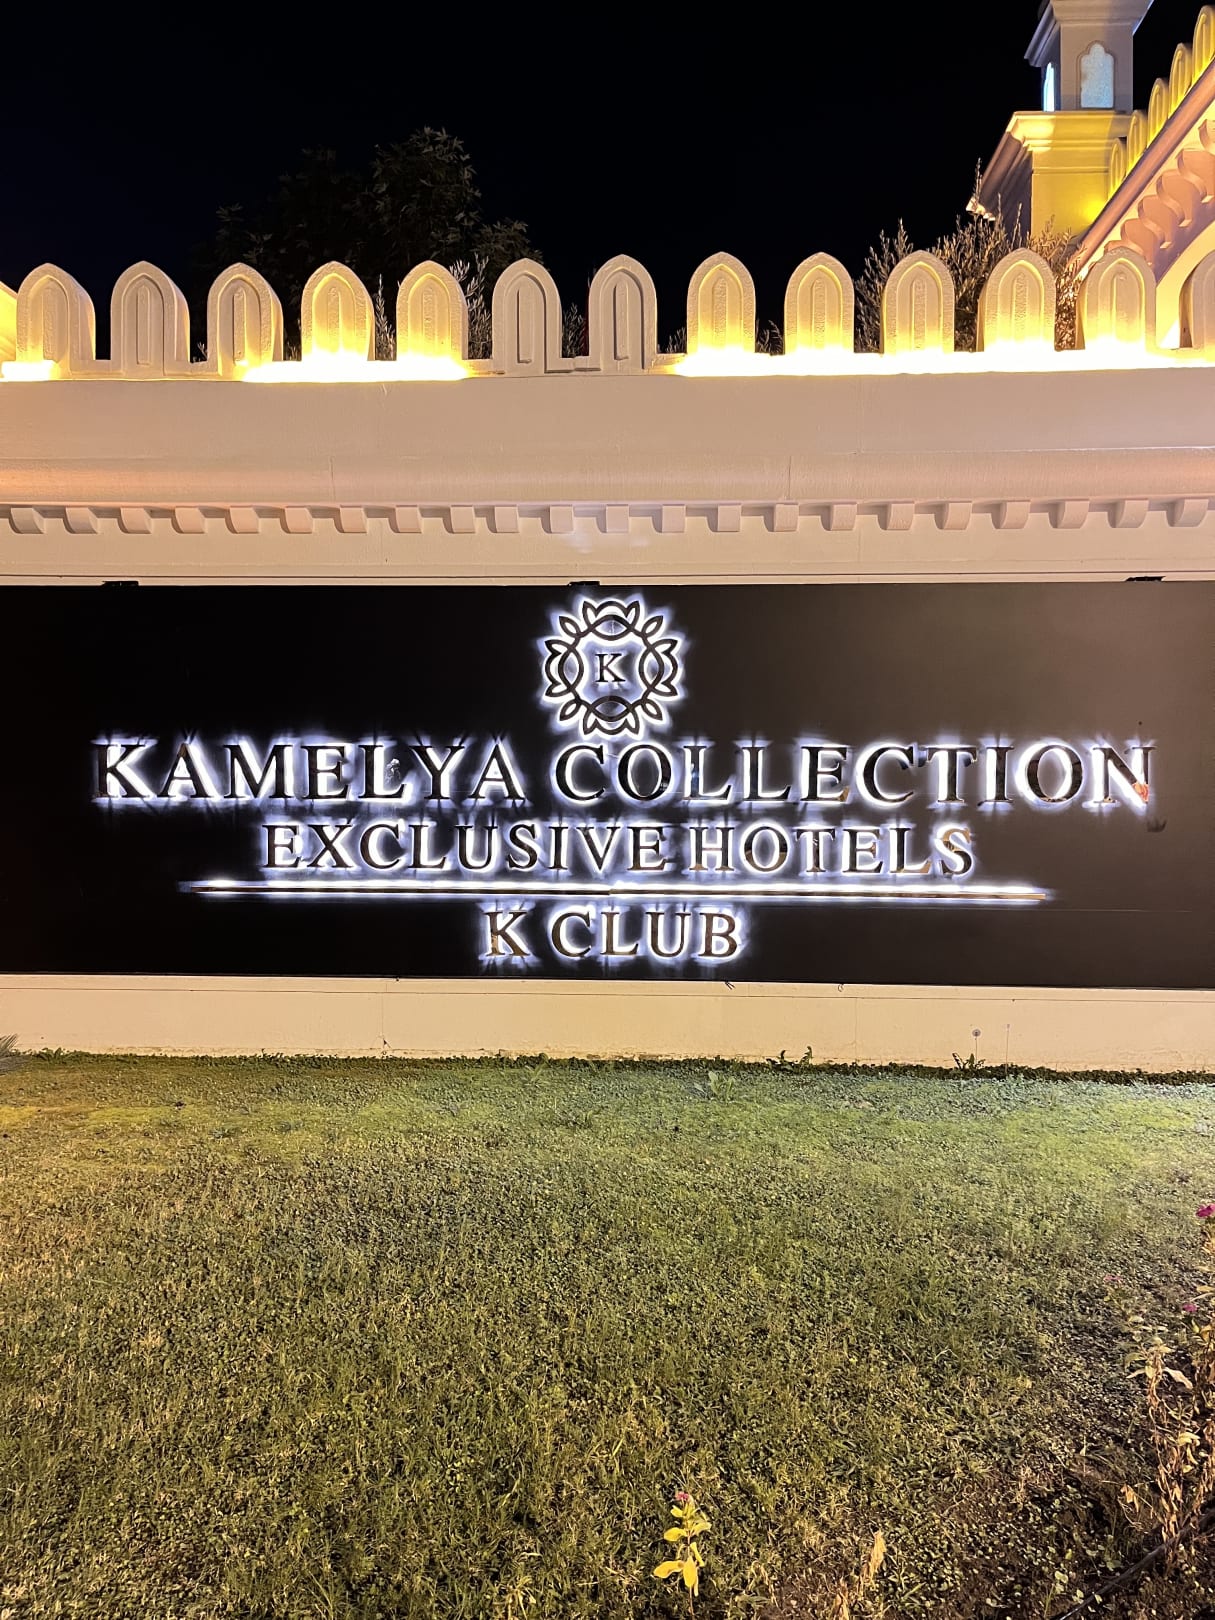 K
KAMELYA COLLECTION
EXCLUSIVE HOTELS
K CLUB